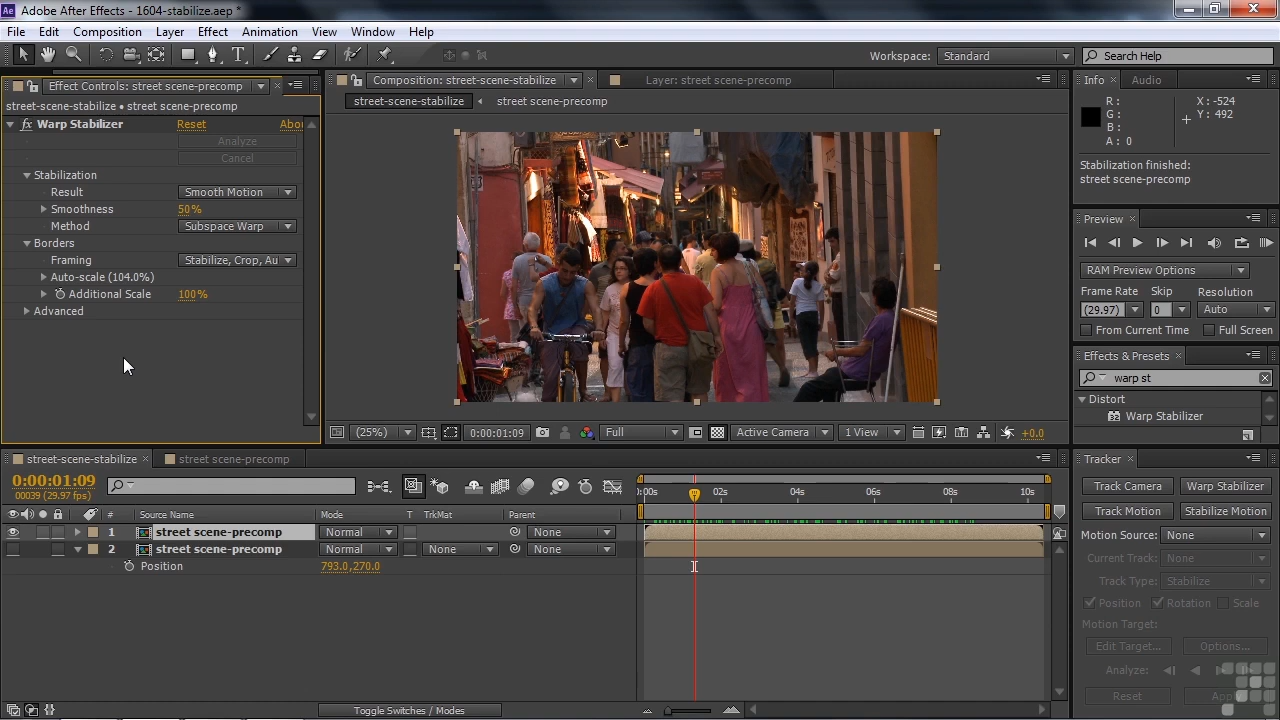 Ae Adobe After Effects - 1604-stabilize.aep *
File Edit Composition Layer Effect Animation View Window Help
Workspace: Standard Search Help
Effect Controls: street scene-precomp
street-scene-stabilize • street scene-precomp
fx Warp Stabilizer Reset Abou
Analyze
Cancel
Stabilization
Result Smooth Motion
Smoothness 50%
Method Subspace Warp
Borders
Framing Stabilize, Crop, Au
Auto-scale (104.0%)
Additional Scale 100%
Advanced
Composition: street-scene-stabilize Layer: street scene-precomp
street-scene-stabilize street scene-precomp
(25%) 0:00:01:09 Full Active Camera 1 View +0.0
Info Audio
R : X : -524
G : Y : 492
B :
A : 0
Stabilization finished:
street scene-precomp
Preview
RAM Preview Options
Frame Rate Skip Resolution
(29.97) 0 Auto
From Current Time Full Screen
Effects & Presets
warp st
Distort
Warp Stabilizer
street-scene-stabilize street scene-precomp
0:00:01:09
00039 (29.97 fps)
0:00s 02s 04s 06s 08s 10s
# Source Name Mode T TrkMat Parent
1 street scene-precomp Normal None
2 street scene-precomp Normal None None
Position 793.0,270.0
Toggle Switches / Modes
Tracker
Track Camera Warp Stabilizer
Track Motion Stabilize Motion
Motion Source: None
Current Track: None
Track Type: Stabilize
Position Rotation Scale
Motion Target:
Edit Target... Options...
Analyze:
Reset Apply